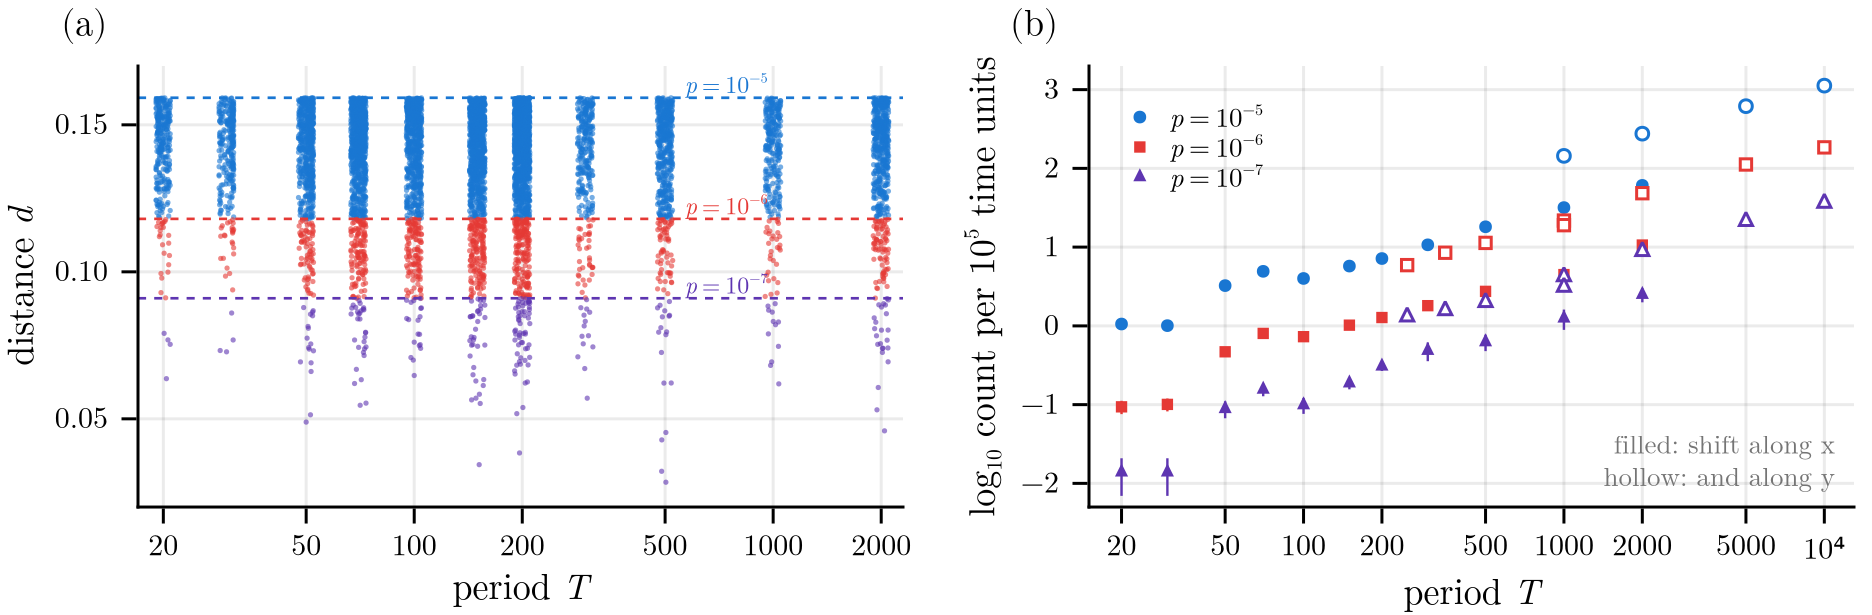 (a)
distance d
0.15
0.10
0.05
p = 10⁻⁵
p = 10⁻⁶
p = 10⁻⁷
20 50 100 200 500 1000 2000
period T
(b)
log₁₀ count per 10⁵ time units
3
2
1
0
−1
−2
p = 10⁻⁵
p = 10⁻⁶
p = 10⁻⁷
filled: shift along x
hollow: and along y
20 50 100 200 500 1000 2000 5000 10⁴
period T